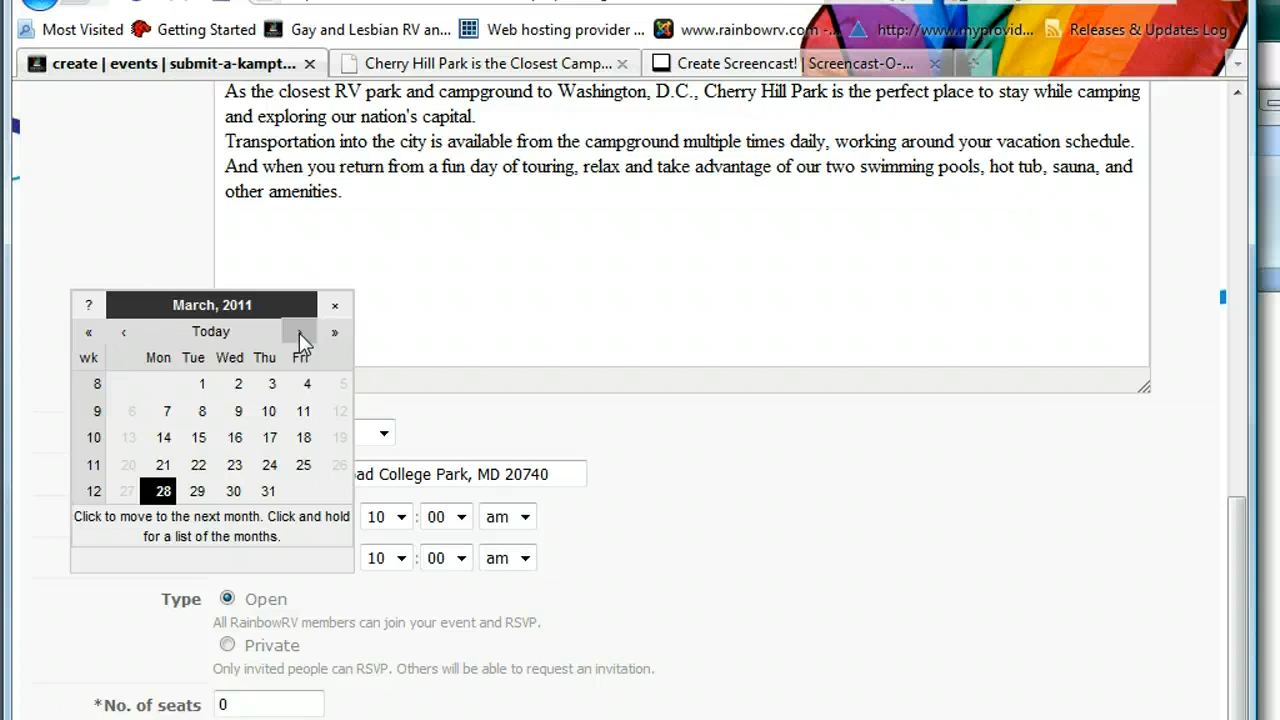 Most Visited Getting Started Gay and Lesbian RV an... Web hosting provider ... www.rainbowrv.com -... http://www.myprovid... Releases & Updates Log
create | events | submit-a-kampt... × Cherry Hill Park is the Closest Camp... × Create Screencast! | Screencast-O-... ×
As the closest RV park and campground to Washington, D.C., Cherry Hill Park is the perfect place to stay while camping
and exploring our nation's capital.
Transportation into the city is available from the campground multiple times daily, working around your vacation schedule.
And when you return from a fun day of touring, relax and take advantage of our two swimming pools, hot tub, sauna, and
other amenities.
? March, 2011 ×
« ‹ Today › »
wk Mon Tue Wed Thu Fri
8 1 2 3 4 5
9 6 7 8 9 10 11 12
10 13 14 15 16 17 18 19
11 20 21 22 23 24 25 26
12 27 28 29 30 31
Click to move to the next month. Click and hold
for a list of the months.
ad College Park, MD 20740
10 : 00 am
10 : 00 am
Type Open
All RainbowRV members can join your event and RSVP.
Private
Only invited people can RSVP. Others will be able to request an invitation.
*No. of seats 0